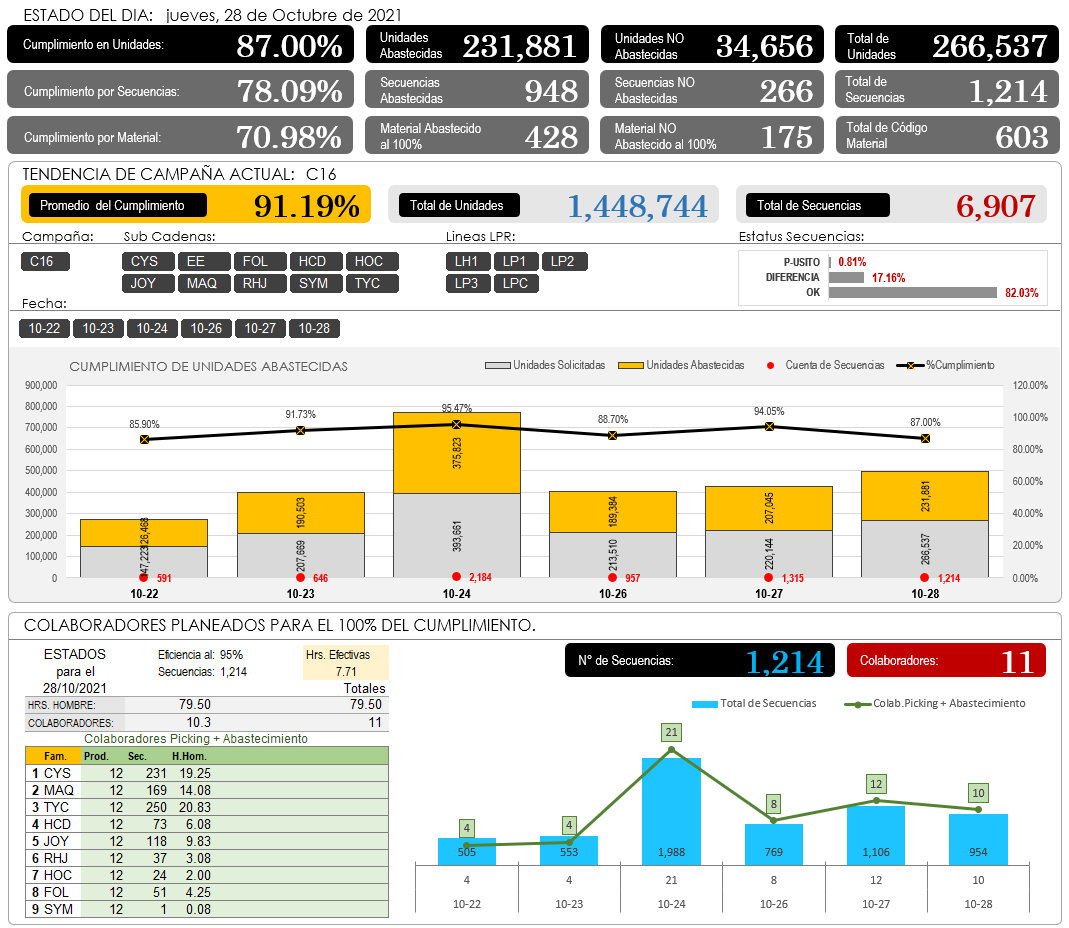 ESTADO DEL DIA: jueves, 28 de Octubre de 2021
Cumplimiento en Unidades: 87.00%
Unidades Abastecidas 231,881
Unidades NO Abastecidas 34,656
Total de Unidades 266,537
Cumplimiento por Secuencias: 78.09%
Secuencias Abastecidas 948
Secuencias NO Abastecidas 266
Total de Secuencias 1,214
Cumplimiento por Material: 70.98%
Material Abastecido al 100% 428
Material NO Abastecido al 100% 175
Total de Código Material 603
TENDENCIA DE CAMPAÑA ACTUAL: C16
Promedio del Cumplimiento 91.19%
Total de Unidades 1,448,744
Total de Secuencias 6,907
Campaña: Sub Cadenas: Lineas LPR: Estatus Secuencias:
C16 CYS EE FOL HCD HOC LH1 LP1 LP2
JOY MAQ RHJ SYM TYC LP3 LPC
P-USITO 0.81%
DIFERENCIA 17.16%
OK 82.03%
Fecha:
10-22 10-23 10-24 10-26 10-27 10-28
CUMPLIMIENTO DE UNIDADES ABASTECIDAS
Unidades Solicitadas Unidades Abastecidas Cuenta de Secuencias %Cumplimiento
900,000 120.00%
800,000
700,000 100.00%
600,000 80.00%
500,000 60.00%
400,000
300,000 40.00%
200,000 20.00%
100,000
0 0.00%
85.90% 91.73% 95.47% 88.70% 94.05% 87.00%
126,468 190,503 375,823 189,384 207,045 231,881
147,223 207,669 393,661 213,510 220,144 266,537
591 646 2,184 957 1,315 1,214
10-22 10-23 10-24 10-26 10-27 10-28
COLABORADORES PLANEADOS PARA EL 100% DEL CUMPLIMIENTO.
ESTADOS para el 28/10/2021
Eficiencia al: 95%
Secuencias: 1,214
Hrs. Efectivas
7.71
Totales
HRS. HOMBRE: 79.50 79.50
COLABORADORES: 10.3 11
Colaboradores Picking + Abastecimiento
Fam. Prod. Sec. H.Hom.
1 CYS 12 231 19.25
2 MAQ 12 169 14.08
3 TYC 12 250 20.83
4 HCD 12 73 6.08
5 JOY 12 118 9.83
6 RHJ 12 37 3.08
7 HOC 12 24 2.00
8 FOL 12 51 4.25
9 SYM 12 1 0.08
N° de Secuencias: 1,214
Colaboradores: 11
Total de Secuencias Colab.Picking + Abastecimiento
4 4 21 8 12 10
505 553 1,988 769 1,106 954
4 4 21 8 12 10
10-22 10-23 10-24 10-26 10-27 10-28